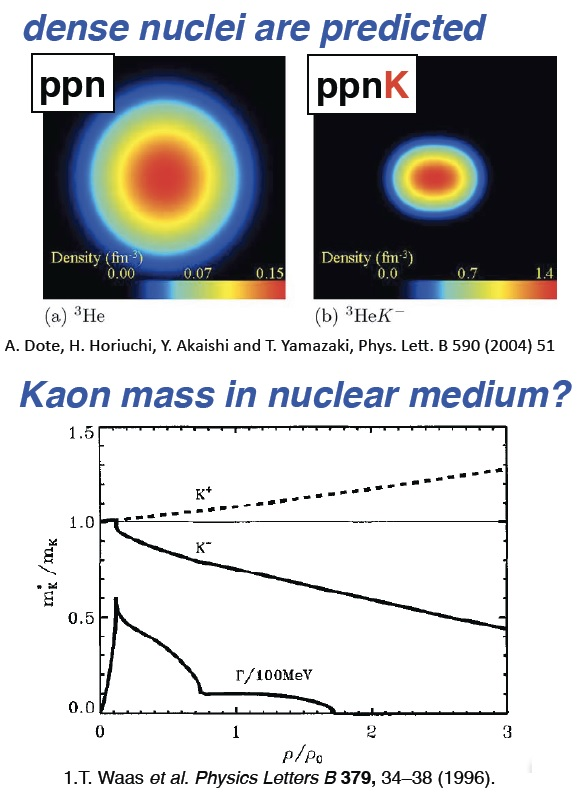 dense nuclei are predicted
ppn
ppnK
Density (fm⁻³)
0.00 0.07 0.15
Density (fm⁻³)
0.0 0.7 1.4
(a) ³He
(b) ³HeK⁻
A. Dote, H. Horiuchi, Y. Akaishi and T. Yamazaki, Phys. Lett. B 590 (2004) 51
Kaon mass in nuclear medium?
1.5
K⁺
1.0
K⁻
m*K/mK
0.5
Γ/100MeV
0.0
0 1 2 3
ρ/ρ₀
1.T. Waas et al. Physics Letters B 379, 34–38 (1996).